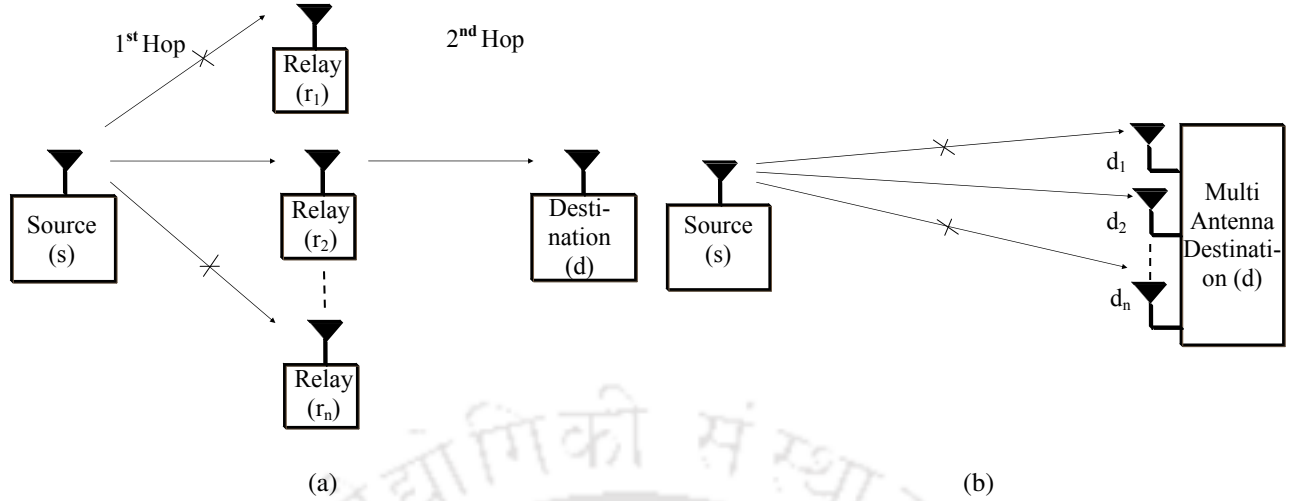 1st Hop
2nd Hop
Relay
(r1)
Source
(s)
Relay
(r2)
Desti-
nation
(d)
Relay
(rn)
(a)
Source
(s)
d1
d2
dn
Multi
Antenna
Destinati-
on (d)
(b)